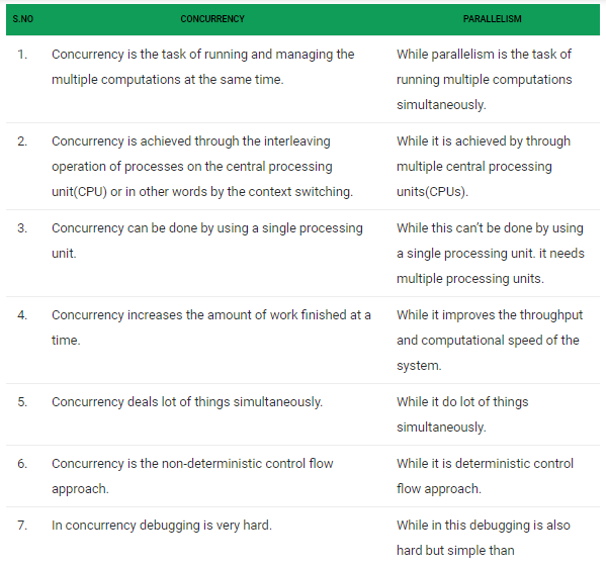 S.NO CONCURRENCY PARALLELISM
1. Concurrency is the task of running and managing the While parallelism is the task of
multiple computations at the same time. running multiple computations
simultaneously.
2. Concurrency is achieved through the interleaving While it is achieved by through
operation of processes on the central processing multiple central processing
unit(CPU) or in other words by the context switching. units(CPUs).
3. Concurrency can be done by using a single processing While this can't be done by using
unit. a single processing unit. it needs
multiple processing units.
4. Concurrency increases the amount of work finished at a While it improves the throughput
time. and computational speed of the
system.
5. Concurrency deals lot of things simultaneously. While it do lot of things
simultaneously.
6. Concurrency is the non-deterministic control flow While it is deterministic control
approach. flow approach.
7. In concurrency debugging is very hard. While in this debugging is also
hard but simple than